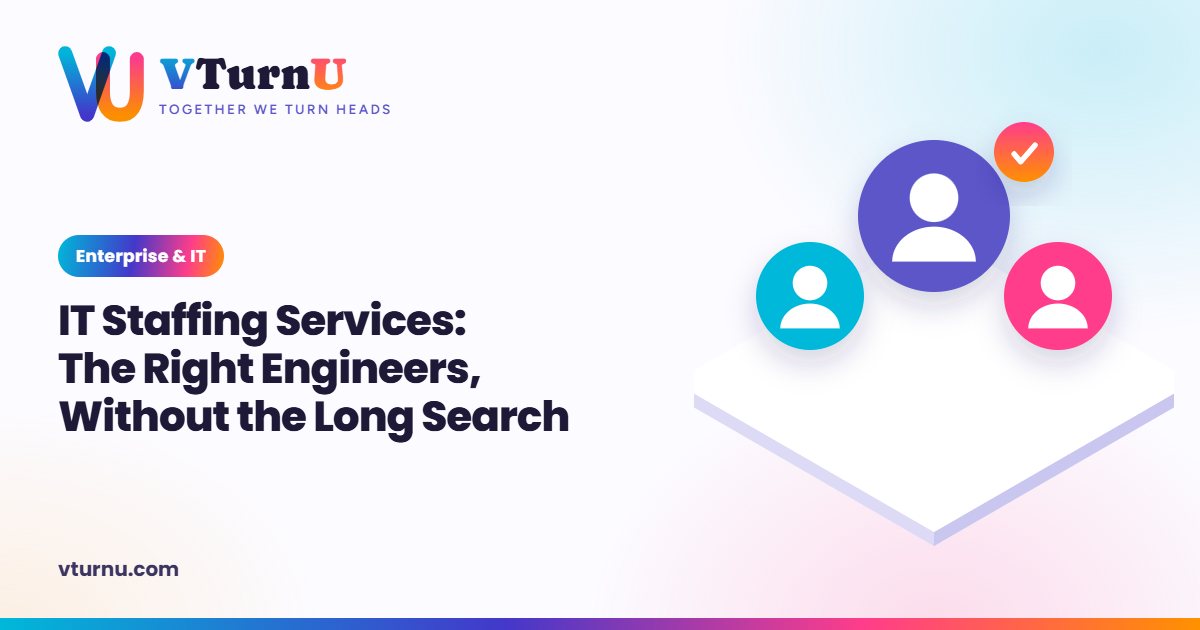 VTurnU
TOGETHER WE TURN HEADS
Enterprise & IT
IT Staffing Services:
The Right Engineers,
Without the Long Search
vturnu.com